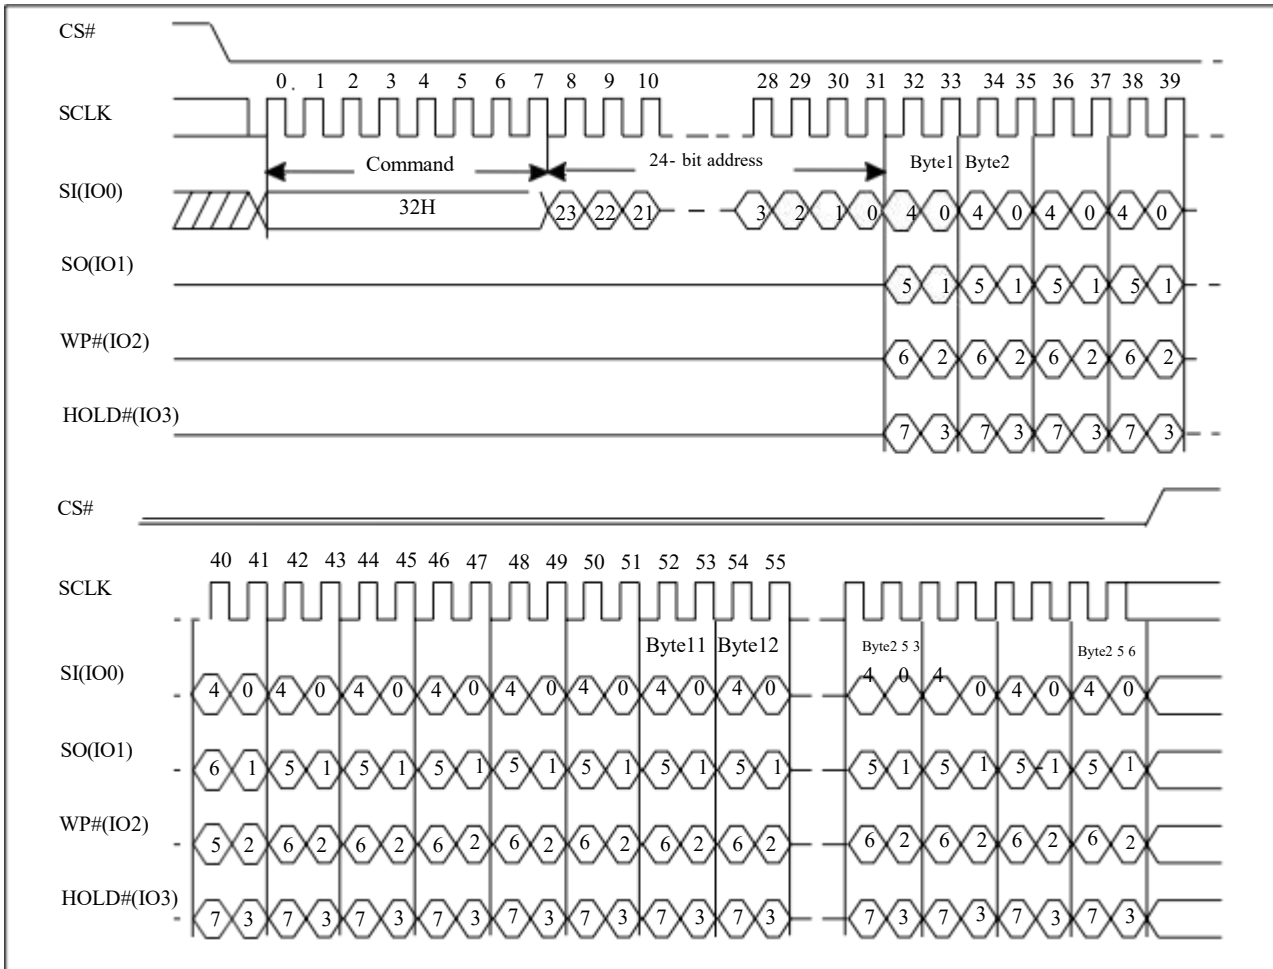 CS#
0 . 1 2 3 4 5 6 7 8 9 10 28 29 30 31 32 33 34 35 36 37 38 39
SCLK
Command 24- bit address Byte1 Byte2
SI(IO0) 32H 23 22 21 3 2 1 0 4 0 4 0 4 0 4 0
SO(IO1) 5 1 5 1 5 1 5 1
WP#(IO2) 6 2 6 2 6 2 6 2
HOLD#(IO3) 7 3 7 3 7 3 7 3
CS#
40 41 42 43 44 45 46 47 48 49 50 51 52 53 54 55
SCLK
Byte11 Byte12 Byte2 5 3 Byte2 5 6
SI(IO0) 4 0 4 0 4 0 4 0 4 0 4 0 4 0 4 0 4 0 4 0 4 0 4 0
SO(IO1) 6 1 5 1 5 1 5 1 5 1 5 1 5 1 5 1 5 1 5 1 5-1 5 1
WP#(IO2) 5 2 6 2 6 2 6 2 6 2 6 2 6 2 6 2 6 2 6 2 6 2 6 2
HOLD#(IO3) 7 3 7 3 7 3 7 3 7 3 7 3 7 3 7 3 7 3 7 3 7 3 7 3